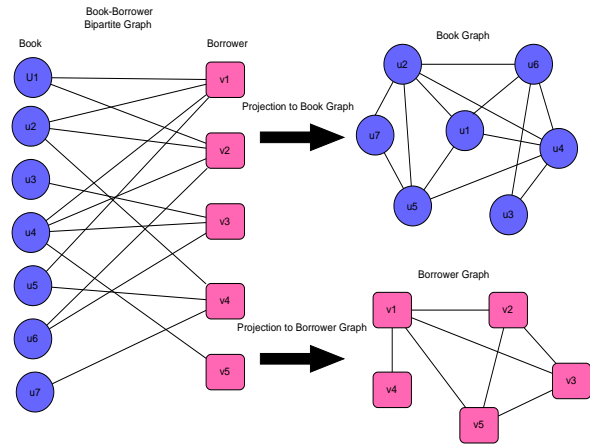 Book-Borrower
Bipartite Graph
Book
Borrower
U1
u2
u3
u4
u5
u6
u7
v1
v2
v3
v4
v5
Projection to Book Graph
Projection to Borrower Graph
Book Graph
u2
u6
u7
u1
u4
u5
u3
Borrower Graph
v1
v2
v4
v3
v5